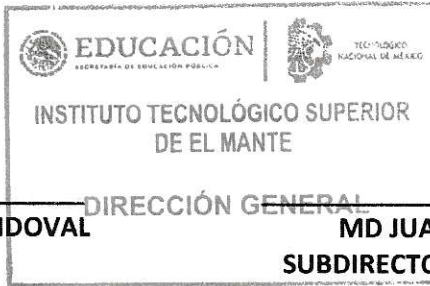 EDUCACIÓN
SECRETARÍA DE EDUCACIÓN PÚBLICA
TECNOLÓGICO
NACIONAL DE MÉXICO
INSTITUTO TECNOLÓGICO SUPERIOR
DE EL MANTE
DIRECCIÓN GENERAL
NDOVAL MD JUA
SUBDIRECTO